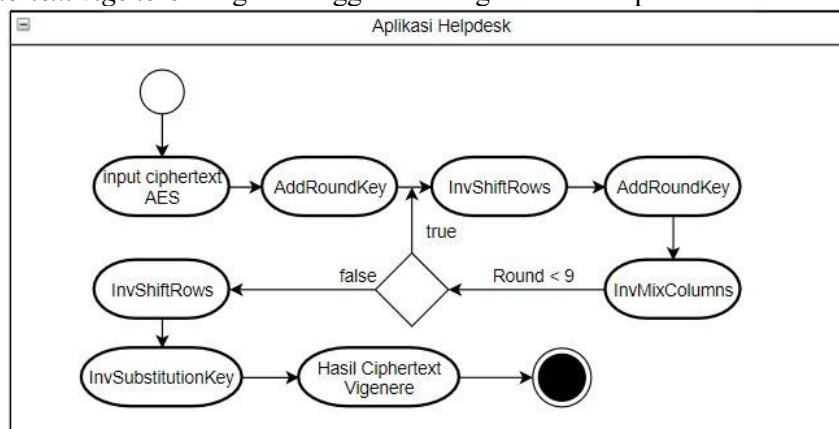 Aplikasi Helpdesk
input ciphertext
AES
AddRoundKey
InvShiftRows
AddRoundKey
true
InvShiftRows
false
Round < 9
InvMixColumns
InvSubstitutionKey
Hasil Ciphertext
Vigenere